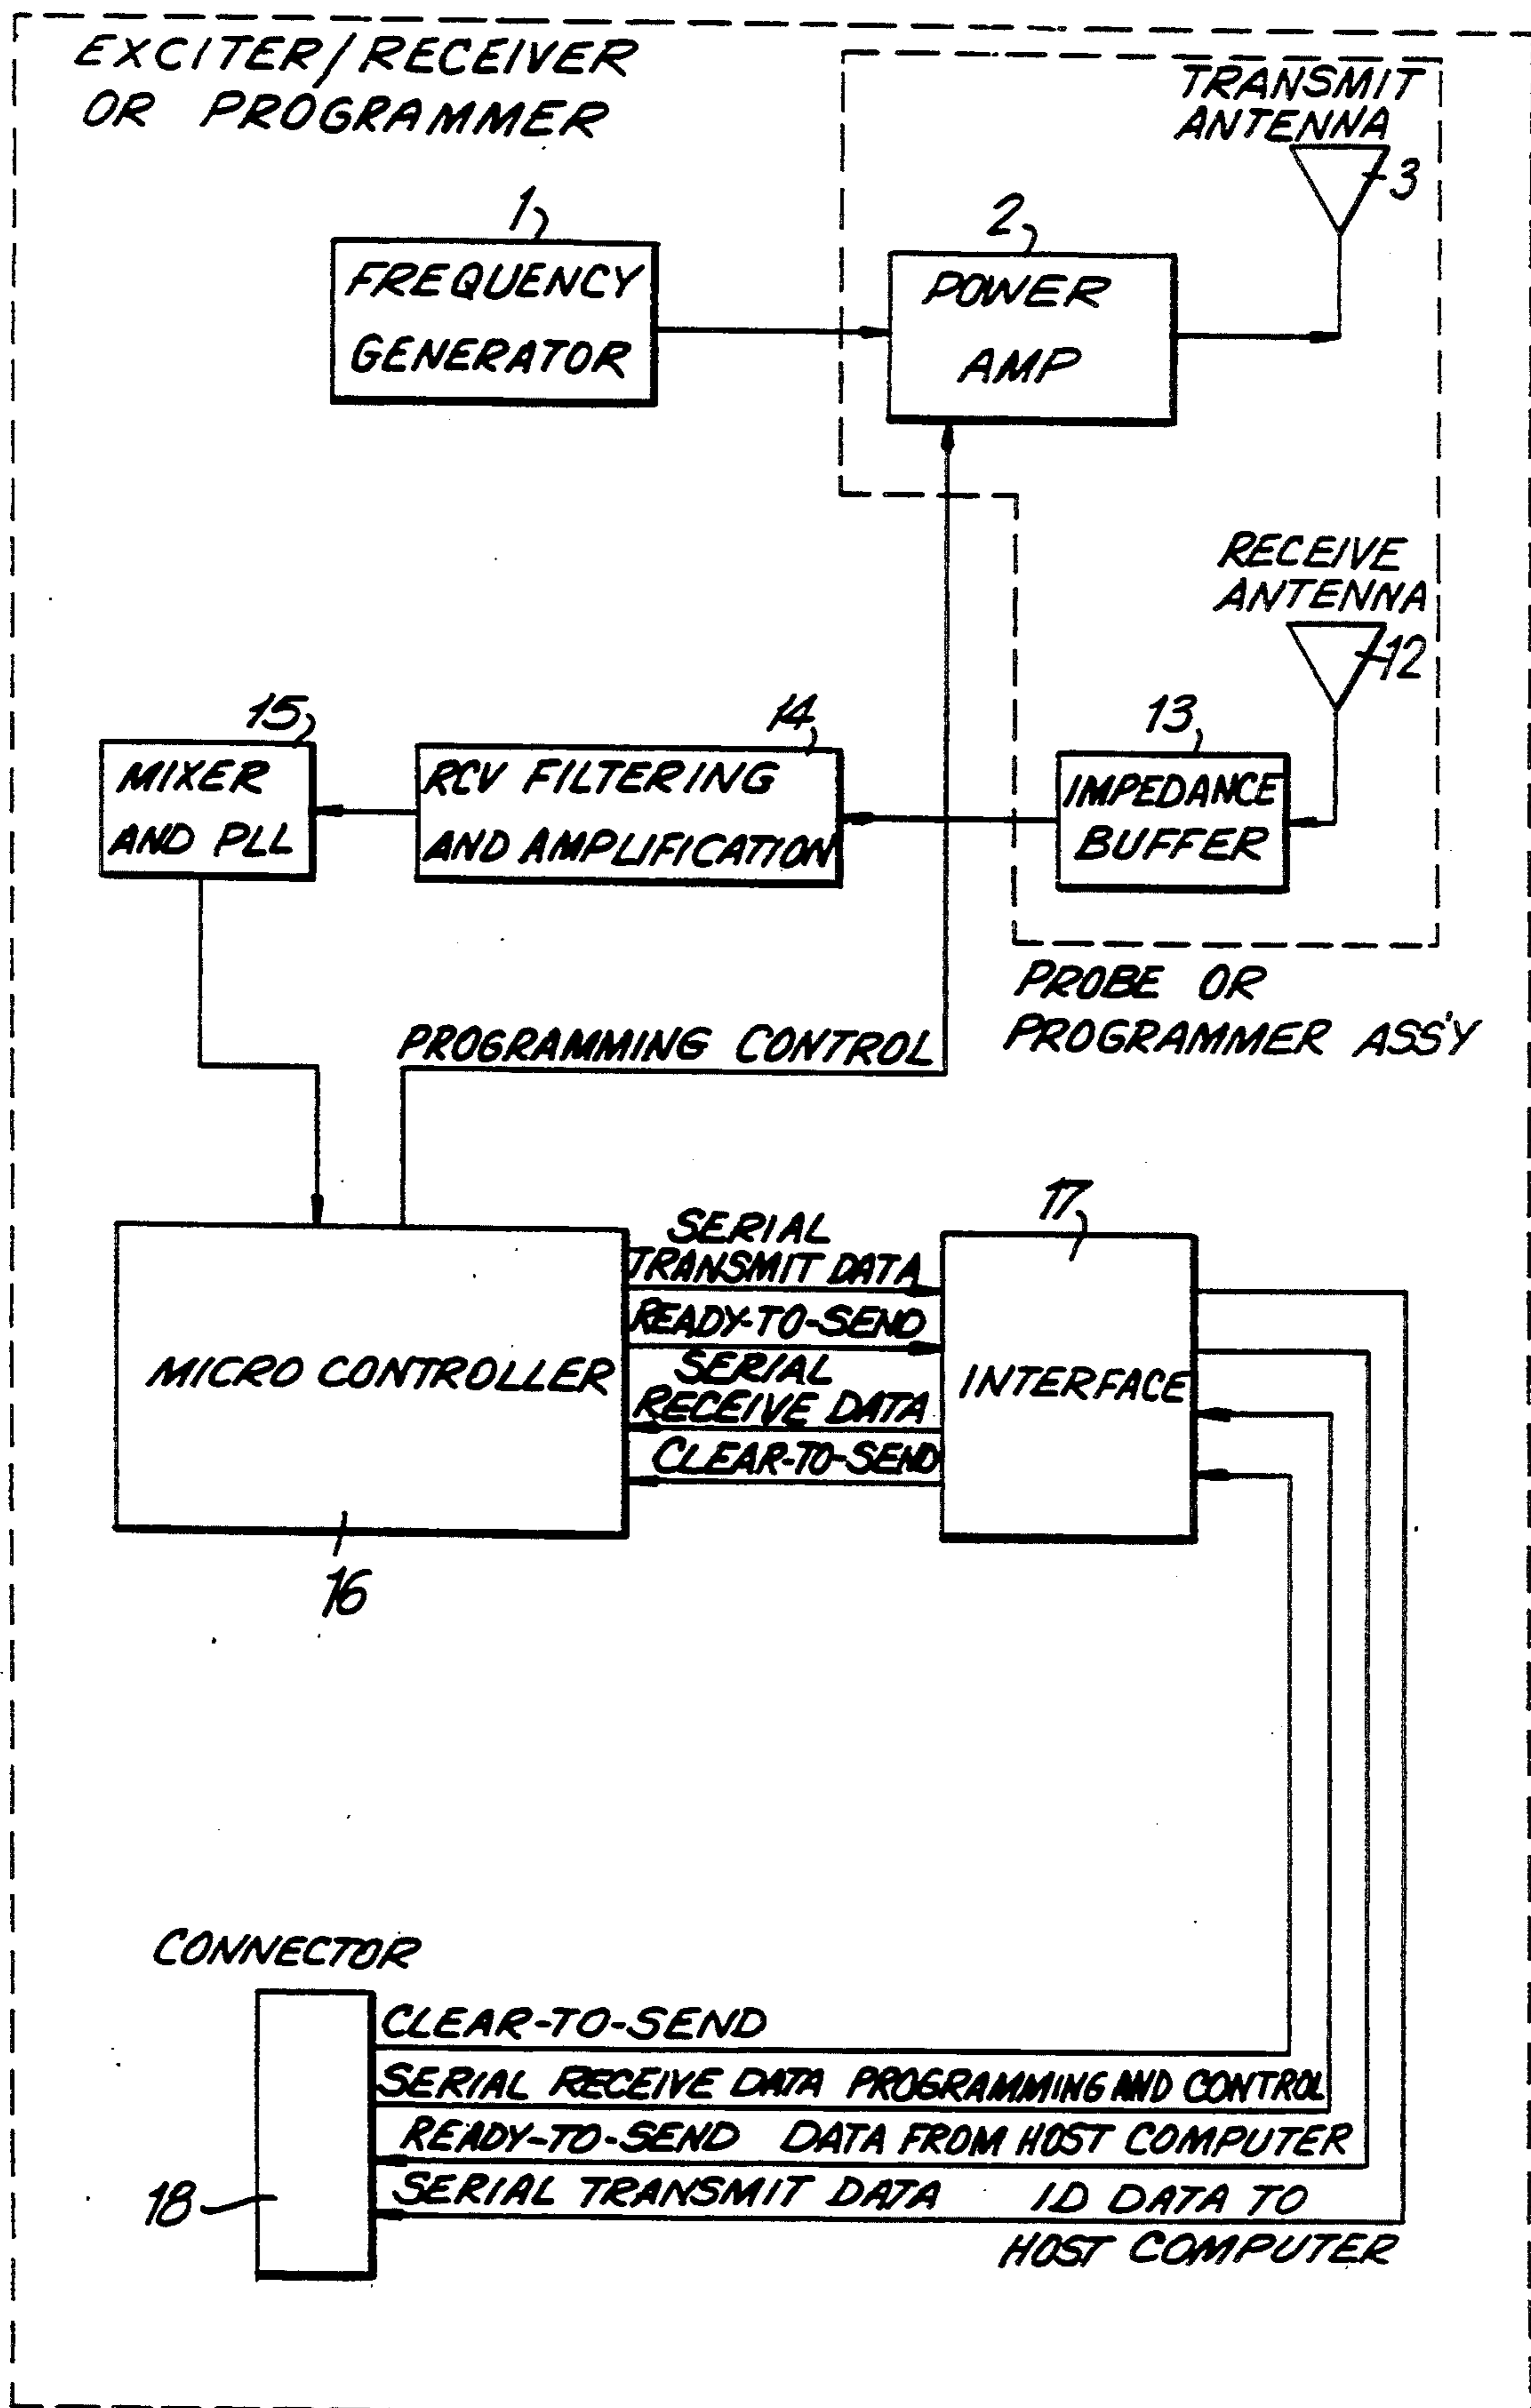 EXCITER/RECEIVER
OR PROGRAMMER
TRANSMIT
ANTENNA
3
1
FREQUENCY
GENERATOR
2
POWER
AMP
RECEIVE
ANTENNA
12
15
MIXER
AND PLL
14
RCV FILTERING
AND AMPLIFICATION
13
IMPEDANCE
BUFFER
PROBE OR
PROGRAMMER ASS'Y
PROGRAMMING CONTROL
MICRO CONTROLLER
16
SERIAL
TRANSMIT DATA
READY-TO-SEND
SERIAL
RECEIVE DATA
CLEAR-TO-SEND
17
INTERFACE
CONNECTOR
18
CLEAR-TO-SEND
SERIAL RECEIVE DATA PROGRAMMING AND CONTROL
READY-TO-SEND DATA FROM HOST COMPUTER
SERIAL TRANSMIT DATA ID DATA TO
HOST COMPUTER